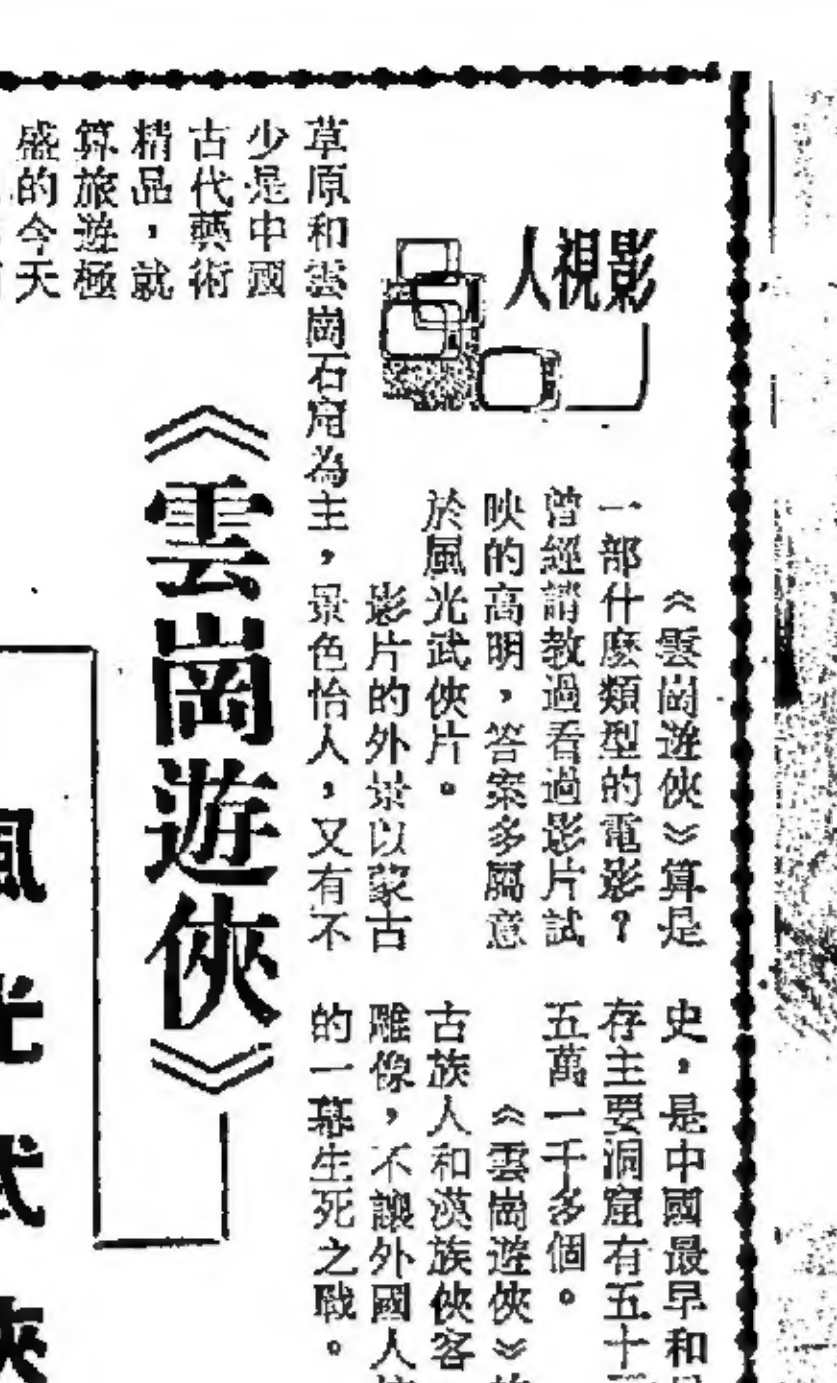 影視人
《雲崗遊俠》
《雲崗遊俠》算是
一部什麽類型的電影？
曾經請教過看過影片試
映的高明，答案多屬意
於風光武俠片。
影片的外景以蒙古
草原和雲崗石窟為主，景色怡人，又有不
少是中國
古代藝術
精品，就
算旅遊極
盛的今天
史，是中國最早和
存主要洞窟有五十
五萬一千多個。
《雲崗遊俠》
古族人和漢族俠客
雕像，不讓外國人
的一幕生死之戰。
風光武俠